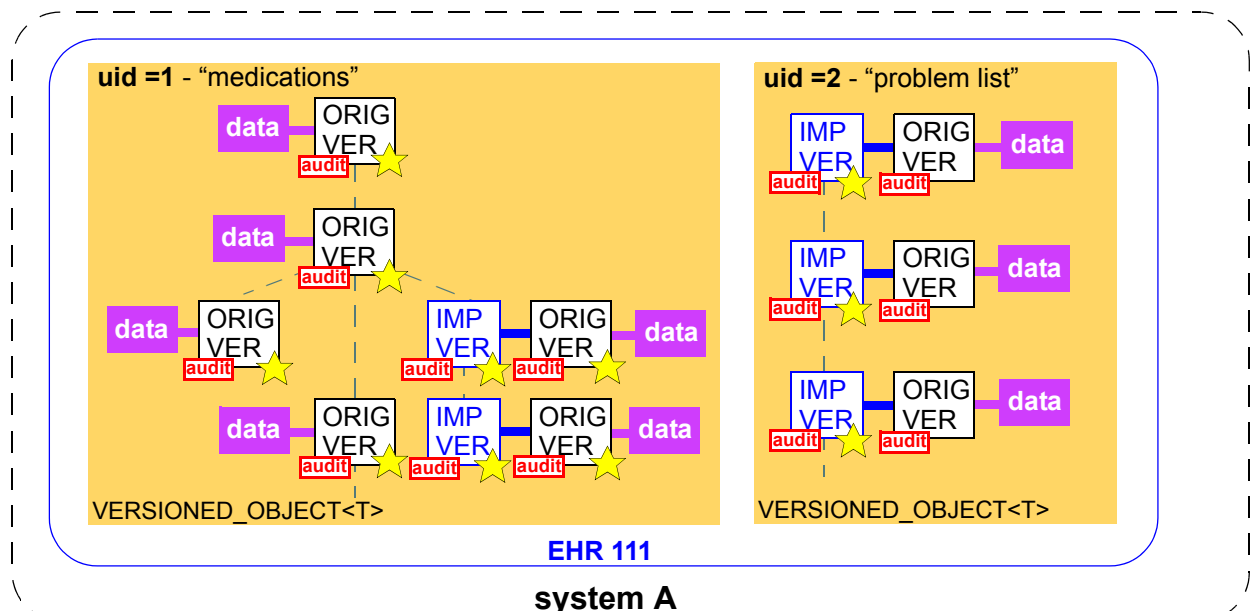 uid =1 - “medications”
data
ORIG
VER
audit
data
ORIG
VER
audit
data
ORIG
VER
audit
IMP
VER
audit
ORIG
VER
audit
data
data
ORIG
VER
audit
IMP
VER
audit
ORIG
VER
audit
data
VERSIONED_OBJECT<T>
uid =2 - “problem list”
IMP
VER
audit
ORIG
VER
audit
data
IMP
VER
audit
ORIG
VER
audit
data
IMP
VER
audit
ORIG
VER
audit
data
VERSIONED_OBJECT<T>
EHR 111
system A